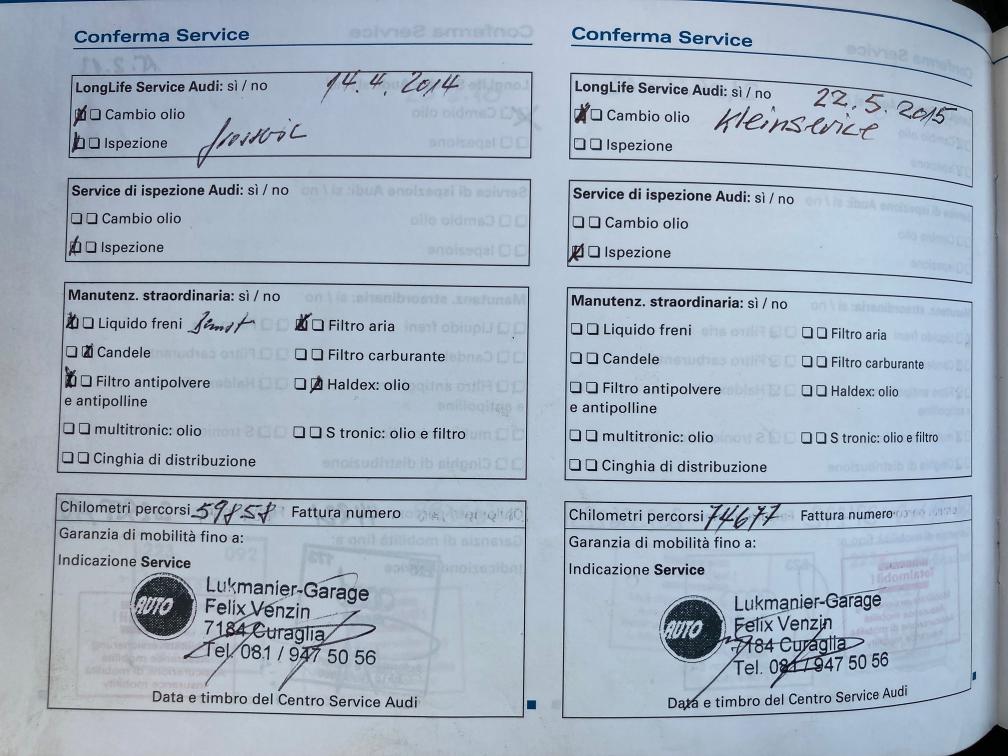 Conferma Service
LongLife Service Audi: sì / no 14.4.2014
Cambio olio
Ispezione
Service di ispezione Audi: sì / no
Cambio olio
Ispezione
Manutenz. straordinaria: sì / no
Liquido freni Filtro aria
Candele Filtro carburante
Filtro antipolvere Haldex: olio
e antipolline
multitronic: olio S tronic: olio e filtro
Cinghia di distribuzione
Chilometri percorsi 59858 Fattura numero
Garanzia di mobilità fino a:
Indicazione Service
AUTO
Lukmanier-Garage
Felix Venzin
7184 Curaglia
Tel. 081 / 947 50 56
Data e timbro del Centro Service Audi
Conferma Service
LongLife Service Audi: sì / no 22.5.2015
Cambio olio Kleinservice
Ispezione
Service di ispezione Audi: sì / no
Cambio olio
Ispezione
Manutenz. straordinaria: sì / no
Liquido freni Filtro aria
Candele Filtro carburante
Filtro antipolvere Haldex: olio
e antipolline
multitronic: olio S tronic: olio e filtro
Cinghia di distribuzione
Chilometri percorsi 74677 Fattura numero
Garanzia di mobilità fino a:
Indicazione Service
AUTO
Lukmanier-Garage
Felix Venzin
7184 Curaglia
Tel. 081 / 947 50 56
Data e timbro del Centro Service Audi